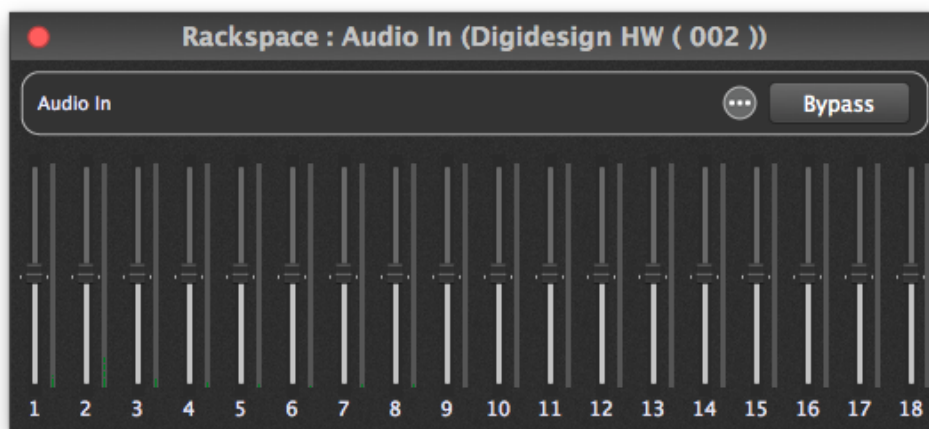 Rackspace : Audio In (Digidesign HW ( 002 ))
Audio In Bypass
1 2 3 4 5 6 7 8 9 10 11 12 13 14 15 16 17 18